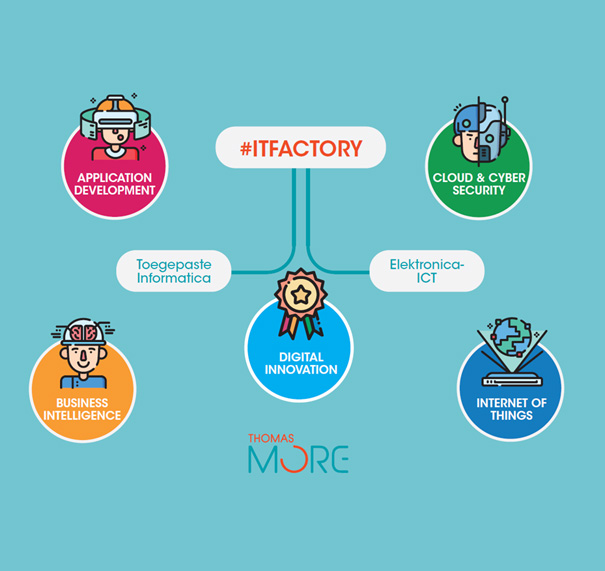 #ITFACTORY
APPLICATION
DEVELOPMENT
CLOUD & CYBER
SECURITY
Toegepaste
Informatica
Elektronica-
ICT
DIGITAL
INNOVATION
BUSINESS
INTELLIGENCE
INTERNET OF
THINGS
THOMAS
MORE